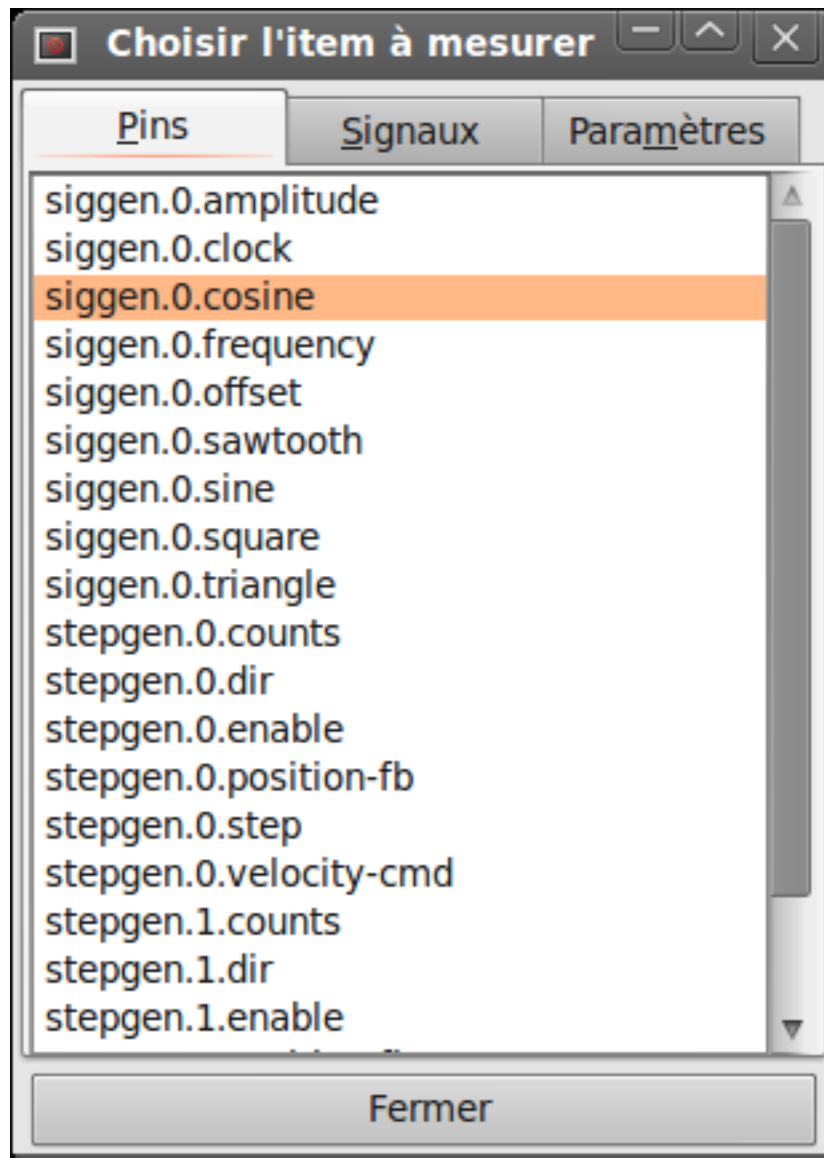 Choisir l'item à mesurer
Pins Signaux Paramètres
siggen.0.amplitude
siggen.0.clock
siggen.0.cosine
siggen.0.frequency
siggen.0.offset
siggen.0.sawtooth
siggen.0.sine
siggen.0.square
siggen.0.triangle
stepgen.0.counts
stepgen.0.dir
stepgen.0.enable
stepgen.0.position-fb
stepgen.0.step
stepgen.0.velocity-cmd
stepgen.1.counts
stepgen.1.dir
stepgen.1.enable
Fermer